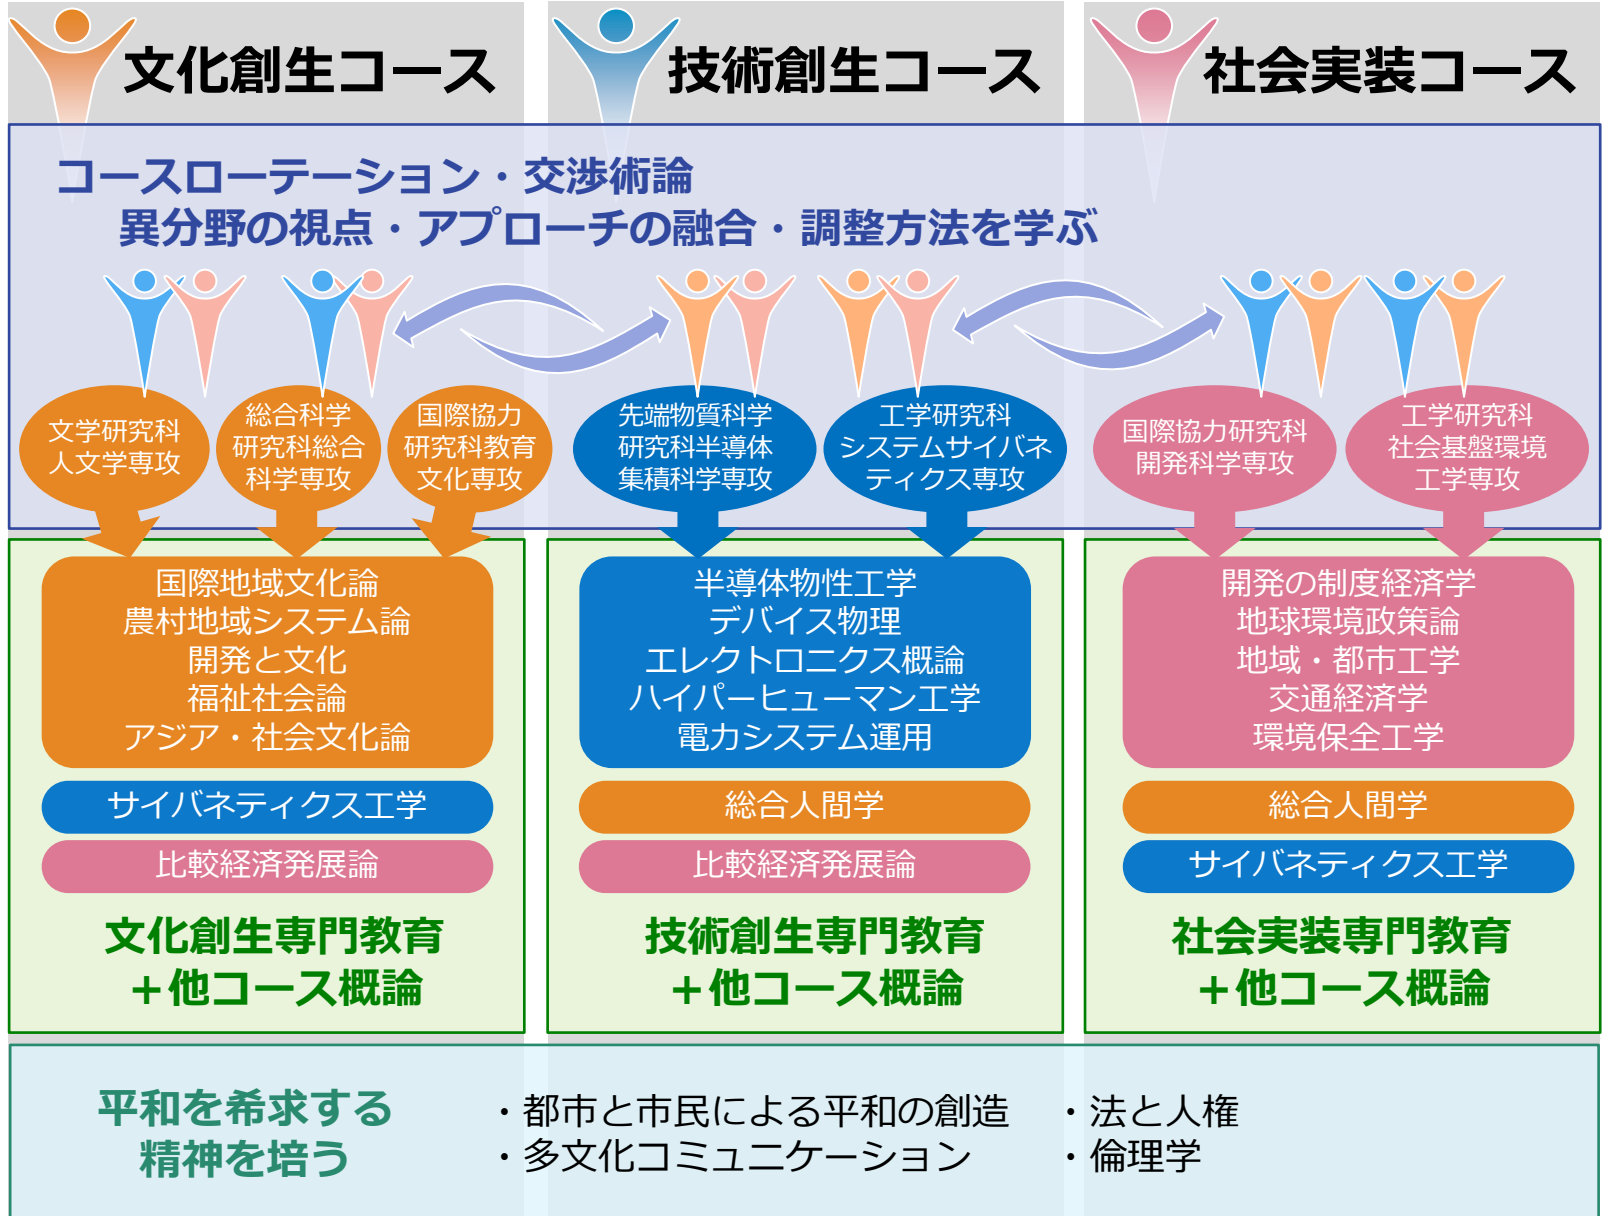 文化創生コース
技術創生コース
社会実装コース
コースローテーション・交渉術論
異分野の視点・アプローチの融合・調整方法を学ぶ
文学研究科
人文学専攻
総合科学
研究科総合
科学専攻
国際協力
研究科教育
文化専攻
先端物質科学
研究科半導体
集積科学専攻
工学研究科
システムサイバネ
ティクス専攻
国際協力研究科
開発科学専攻
工学研究科
社会基盤環境
工学専攻
国際地域文化論
農村地域システム論
開発と文化
福祉社会論
アジア・社会文化論
サイバネティクス工学
比較経済発展論
文化創生専門教育
＋他コース概論
半導体物性工学
デバイス物理
エレクトロニクス概論
ハイパーヒューマン工学
電力システム運用
総合人間学
比較経済発展論
技術創生専門教育
＋他コース概論
開発の制度経済学
地球環境政策論
地域・都市工学
交通経済学
環境保全工学
総合人間学
サイバネティクス工学
社会実装専門教育
＋他コース概論
平和を希求する
精神を培う
・都市と市民による平和の創造
・多文化コミュニケーション
・法と人権
・倫理学